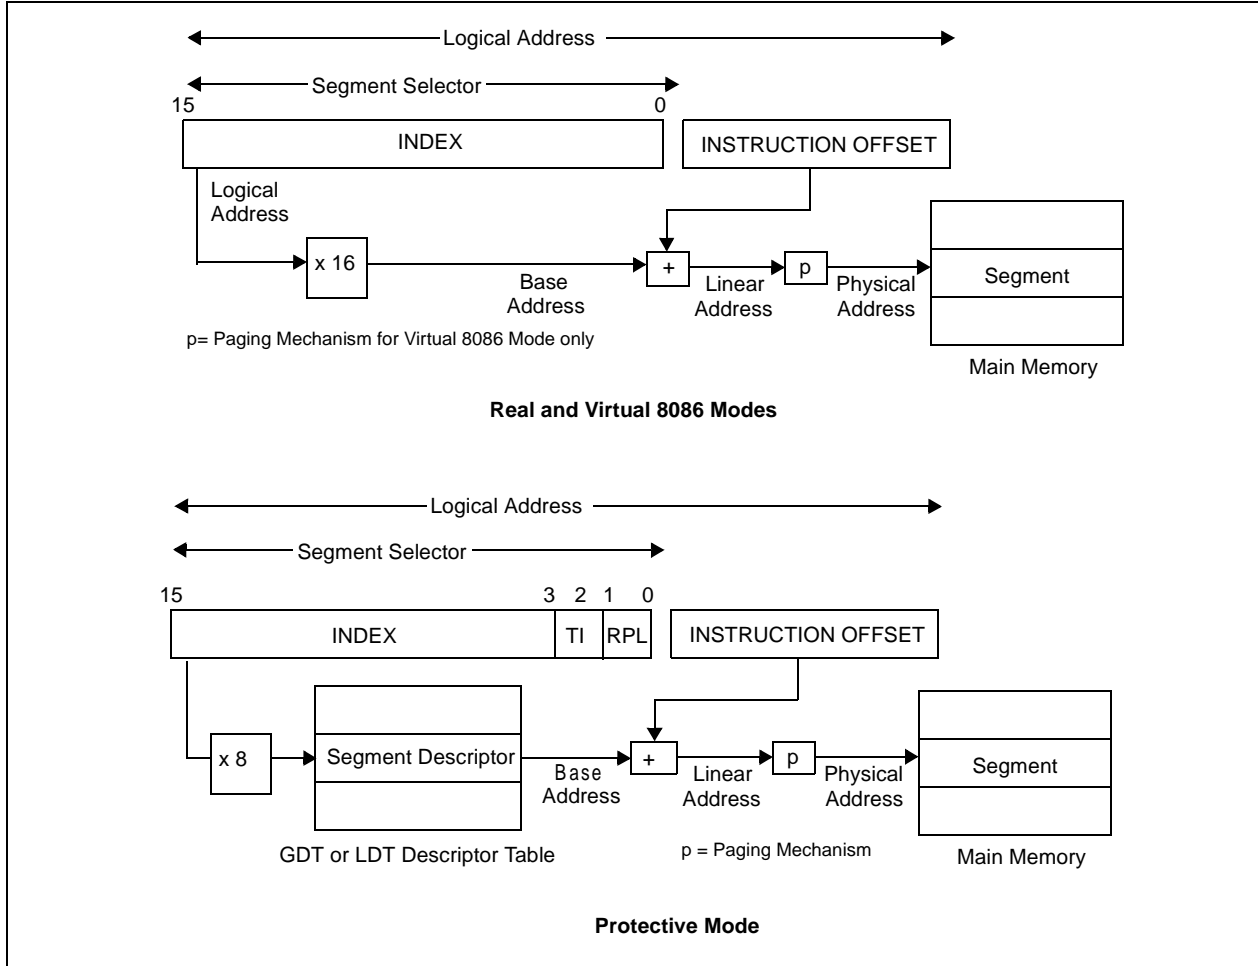 Logical Address
Segment Selector
15 0
INDEX
INSTRUCTION OFFSET
Logical
Address
x 16
Base
Address
+
Linear
Address
p
Physical
Address
Segment
p= Paging Mechanism for Virtual 8086 Mode only
Main Memory
Real and Virtual 8086 Modes
Logical Address
Segment Selector
15 3 2 1 0
INDEX TI RPL
INSTRUCTION OFFSET
x 8
Segment Descriptor
Base
Address
+
Linear
Address
p
Physical
Address
Segment
GDT or LDT Descriptor Table
p = Paging Mechanism
Main Memory
Protective Mode